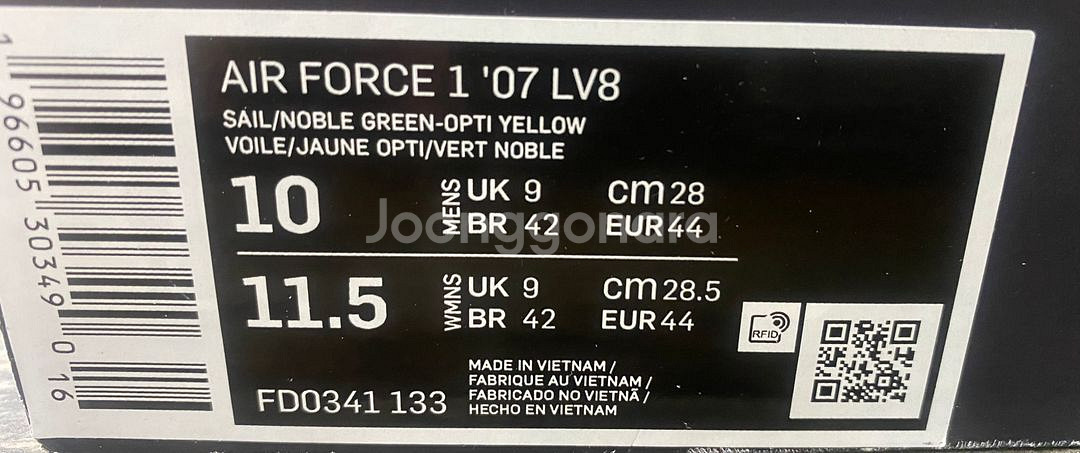 AIR FORCE 1 '07 LV8
SAIL/NOBLE GREEN-OPTI YELLOW
VOILE/JAUNE OPTI/VERT NOBLE
10 MENS UK 9 cm 28
BR 42 EUR 44
11.5 WMNS UK 9 cm 28.5
BR 42 EUR 44
RFID
FD0341 133
MADE IN VIETNAM /
FABRIQUE AU VIETNAM /
FABRICADO NO VIETNÃ /
HECHO EN VIETNAM
1 96605 30349 0 16
Joonggonara